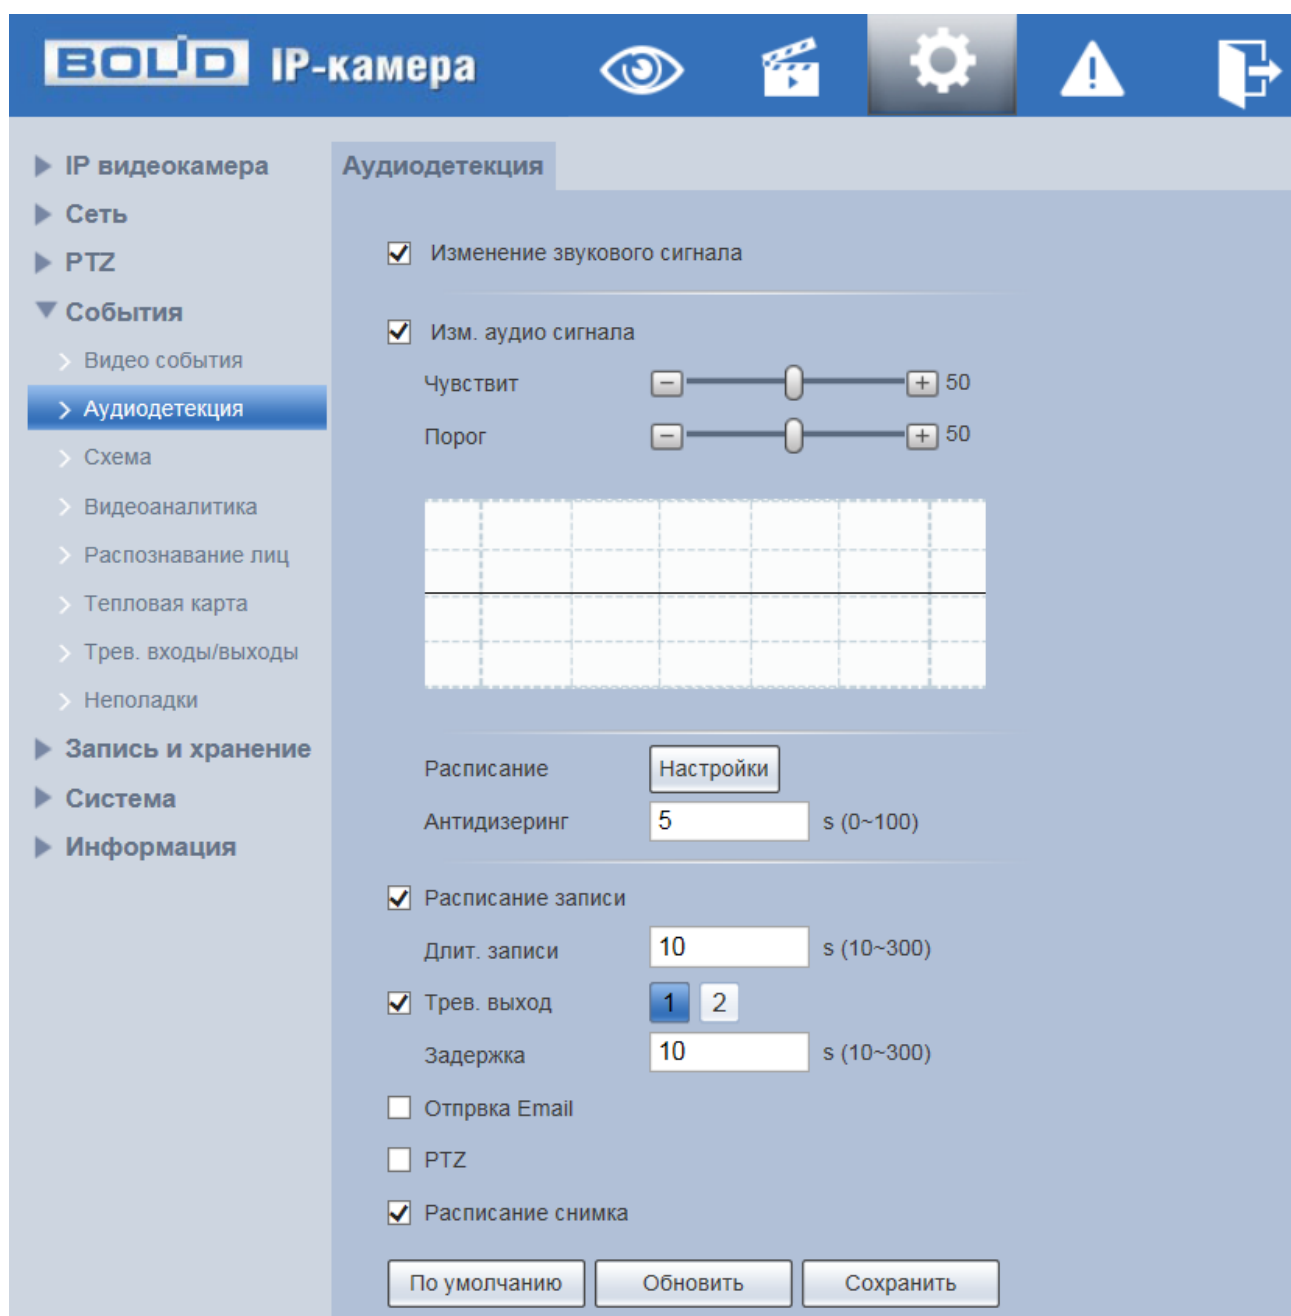 BOLID IP-камера
IP видеокамера
Сеть
PTZ
События
Видео события
Аудиодетекция
Схема
Видеоаналитика
Распознавание лиц
Тепловая карта
Трев. входы/выходы
Неполадки
Запись и хранение
Система
Информация
Аудиодетекция
Изменение звукового сигнала
Изм. аудио сигнала
Чувствит - + 50
Порог - + 50
Расписание Настройки
Антидизеринг 5 s (0~100)
Расписание записи
Длит. записи 10 s (10~300)
Трев. выход 1 2
Задержка 10 s (10~300)
Отпрвка Email
PTZ
Расписание снимка
По умолчанию Обновить Сохранить